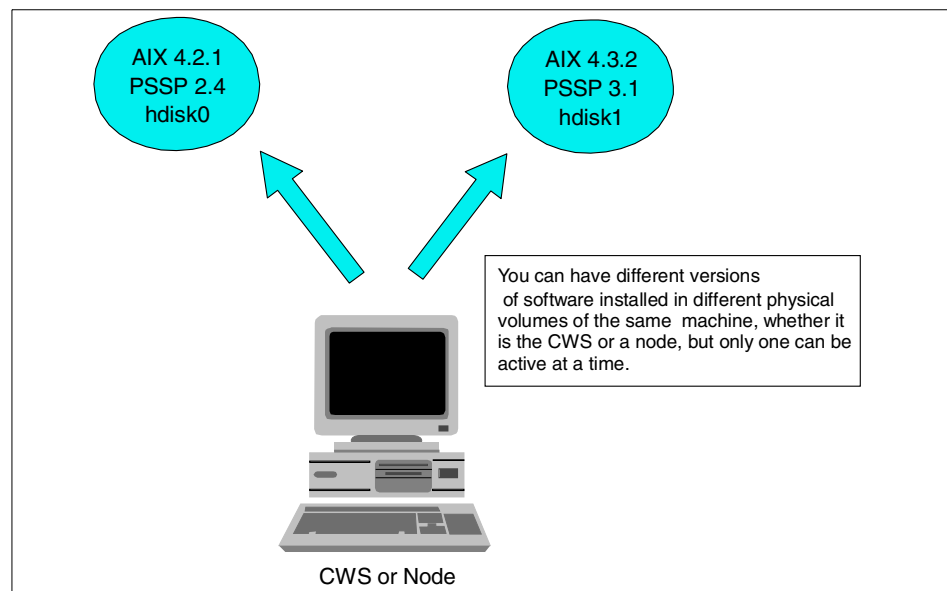 AIX 4.2.1
PSSP 2.4
hdisk0
AIX 4.3.2
PSSP 3.1
hdisk1
You can have different versions
of software installed in different physical
volumes of the same machine, whether it
is the CWS or a node, but only one can be
active at a time.
CWS or Node